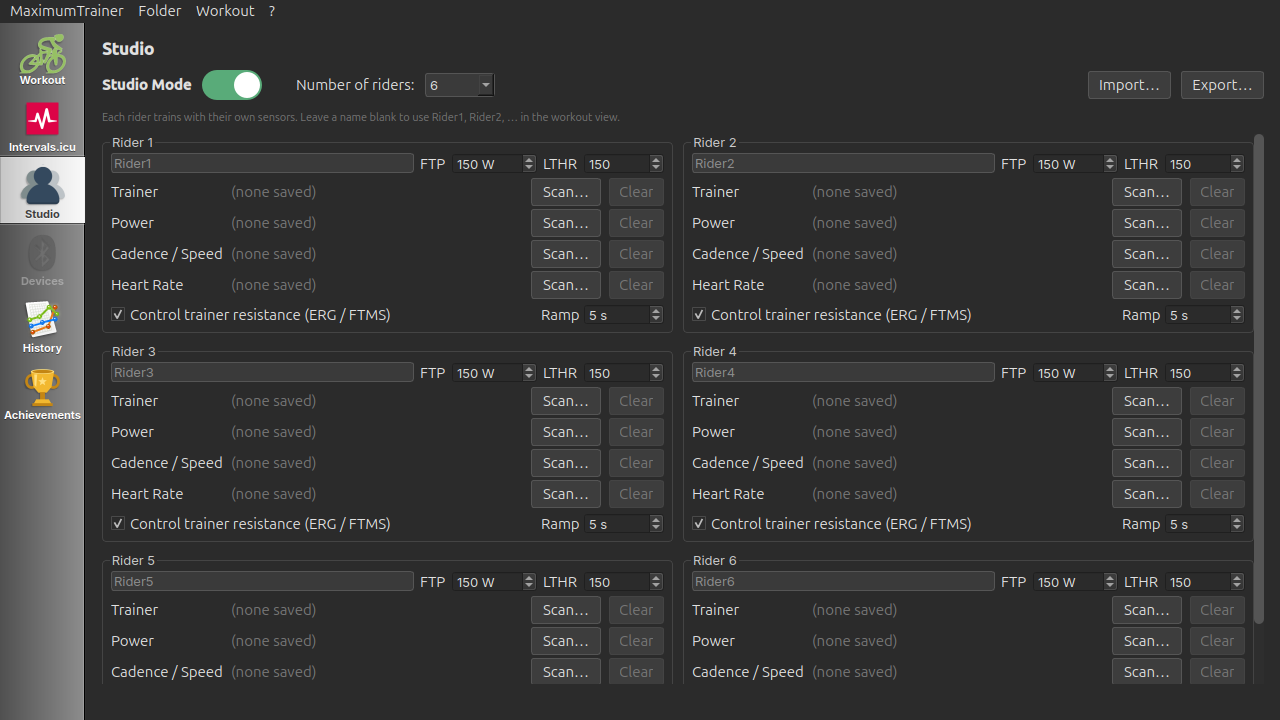 MaximumTrainer Folder Workout ?
Workout
Intervals.icu
Studio
Devices
History
Achievements
Studio
Studio Mode Number of riders: 6 Import... Export...
Each rider trains with their own sensors. Leave a name blank to use Rider1, Rider2, ... in the workout view.
Rider 1
Rider1 FTP 150 W LTHR 150
Trainer (none saved) Scan... Clear
Power (none saved) Scan... Clear
Cadence / Speed (none saved) Scan... Clear
Heart Rate (none saved) Scan... Clear
Control trainer resistance (ERG / FTMS) Ramp 5 s
Rider 2
Rider2 FTP 150 W LTHR 150
Trainer (none saved) Scan... Clear
Power (none saved) Scan... Clear
Cadence / Speed (none saved) Scan... Clear
Heart Rate (none saved) Scan... Clear
Control trainer resistance (ERG / FTMS) Ramp 5 s
Rider 3
Rider3 FTP 150 W LTHR 150
Trainer (none saved) Scan... Clear
Power (none saved) Scan... Clear
Cadence / Speed (none saved) Scan... Clear
Heart Rate (none saved) Scan... Clear
Control trainer resistance (ERG / FTMS) Ramp 5 s
Rider 4
Rider4 FTP 150 W LTHR 150
Trainer (none saved) Scan... Clear
Power (none saved) Scan... Clear
Cadence / Speed (none saved) Scan... Clear
Heart Rate (none saved) Scan... Clear
Control trainer resistance (ERG / FTMS) Ramp 5 s
Rider 5
Rider5 FTP 150 W LTHR 150
Trainer (none saved) Scan... Clear
Power (none saved) Scan... Clear
Cadence / Speed (none saved) Scan... Clear
Rider 6
Rider6 FTP 150 W LTHR 150
Trainer (none saved) Scan... Clear
Power (none saved) Scan... Clear
Cadence / Speed (none saved) Scan... Clear